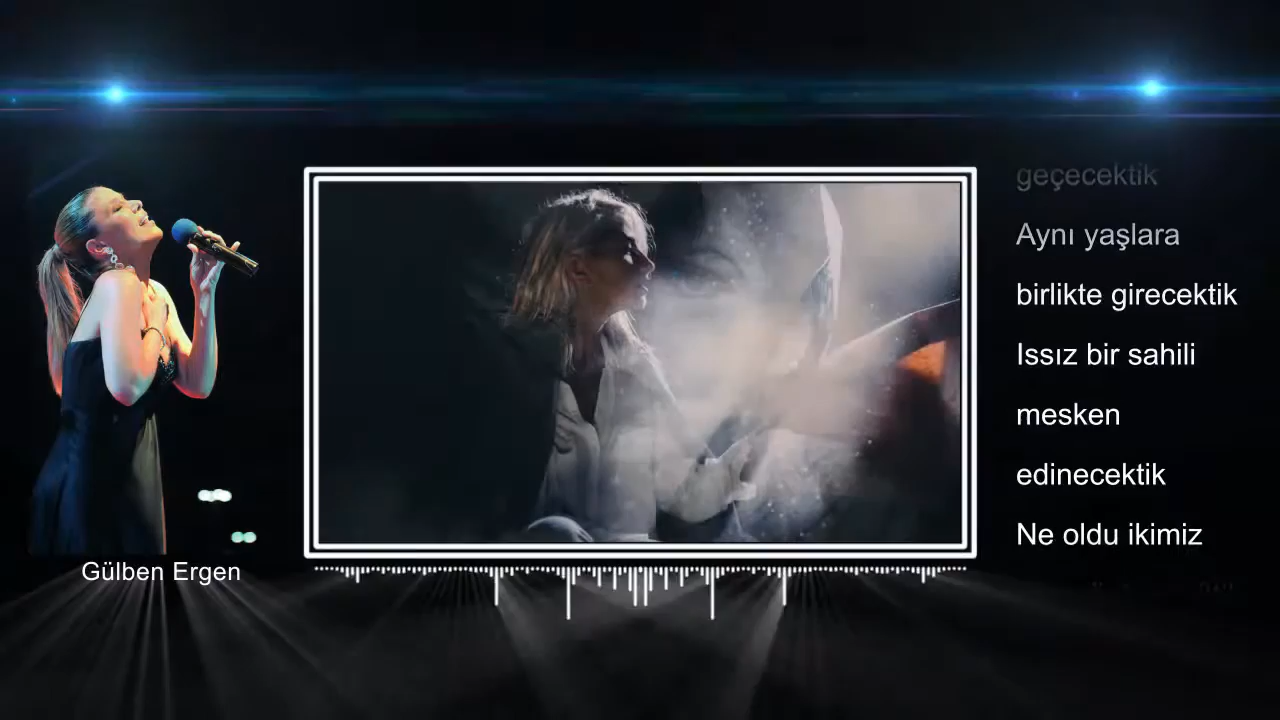 geçecektik
Aynı yaşlara
birlikte girecektik
Issız bir sahili
mesken
edinecektik
Ne oldu ikimiz
Gülben Ergen